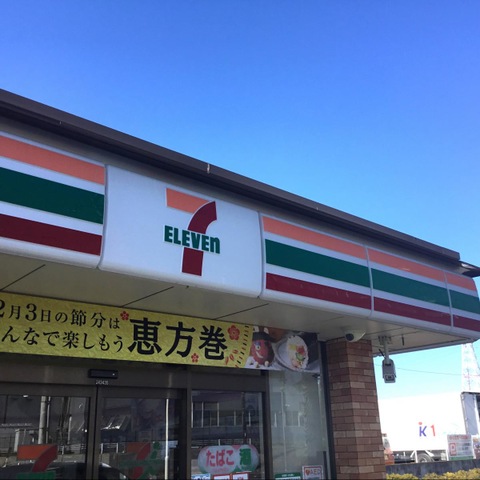 7
ELEVEn
2月3日の節分は
んなで楽しもう
恵方巻
たばこ 酒
K1